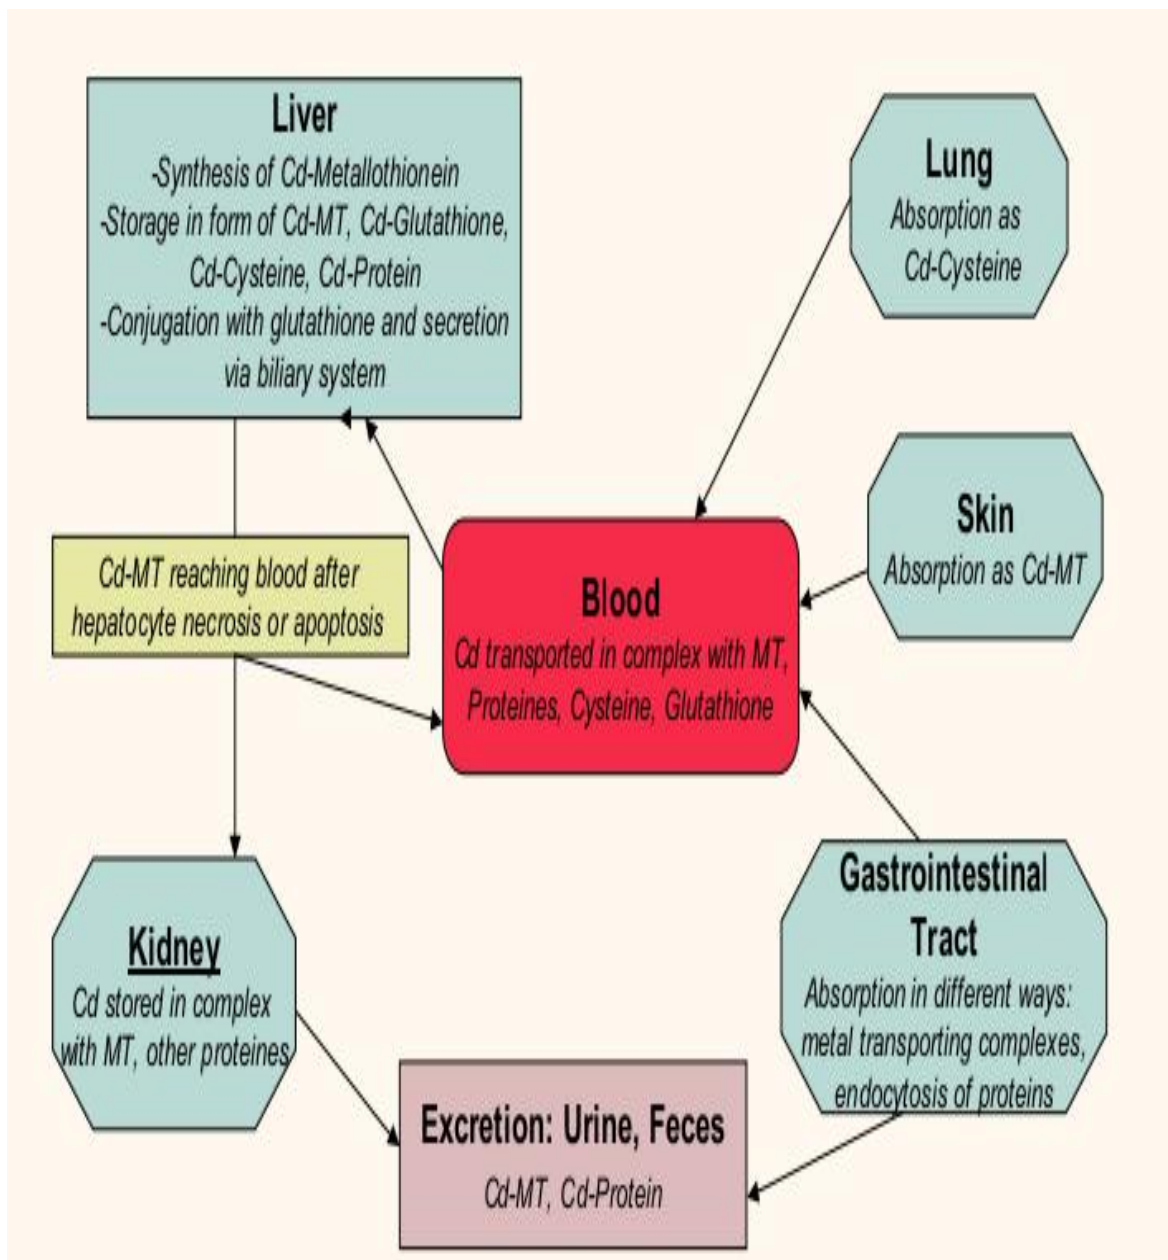 Liver
-Synthesis of Cd-Metallothionein
-Storage in form of Cd-MT, Cd-Glutathione,
Cd-Cysteine, Cd-Protein
-Conjugation with glutathione and secretion
via biliary system
Lung
Absorption as
Cd-Cysteine
Skin
Absorption as Cd-MT
Cd-MT reaching blood after
hepatocyte necrosis or apoptosis
Blood
Cd transported in complex with MT,
Proteines, Cysteine, Glutathione
Kidney
Cd stored in complex
with MT, other proteines
Gastrointestinal
Tract
Absorption in different ways:
metal transporting complexes,
endocytosis of proteins
Excretion: Urine, Feces
Cd-MT, Cd-Protein